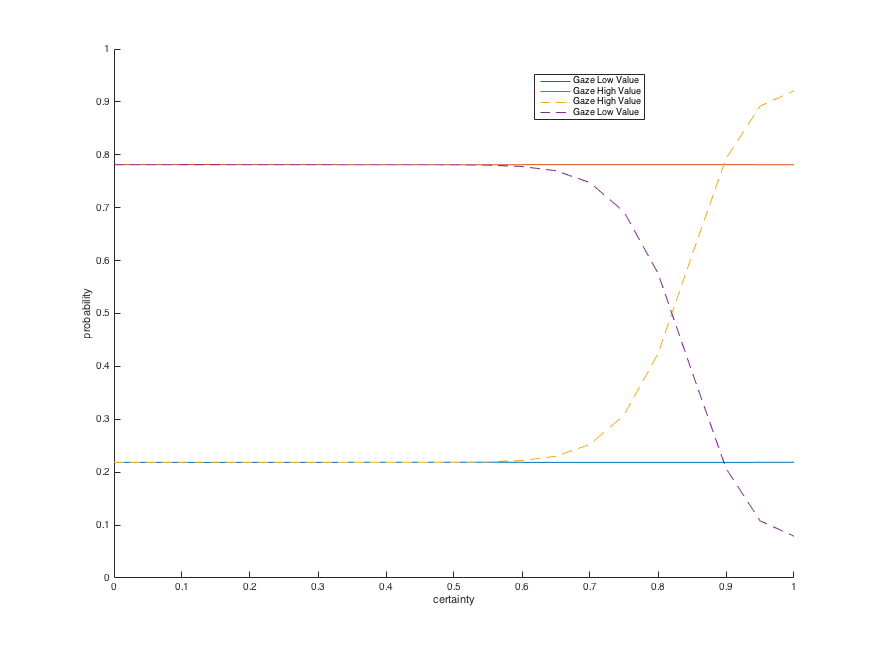 Gaze Low Value
Gaze High Value
Gaze High Value
Gaze Low Value
1
0.9
0.8
0.7
0.6
0.5
0.4
0.3
0.2
0.1
0
probability
0 0.1 0.2 0.3 0.4 0.5 0.6 0.7 0.8 0.9 1
certainty